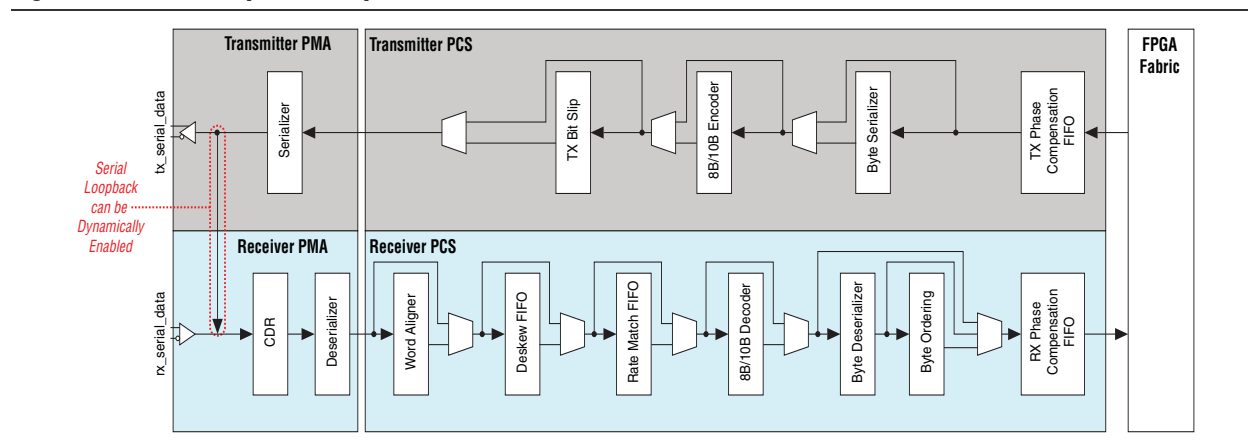 Transmitter PMA
Transmitter PCS
FPGA
Fabric
tx_serial_data
Serializer
TX Bit Slip
8B/10B Encoder
Byte Serializer
TX Phase
Compensation
FIFO
Serial
Loopback
can be
Dynamically
Enabled
Receiver PMA
Receiver PCS
rx_serial_data
CDR
Deserializer
Word Aligner
Deskew FIFO
Rate Match FIFO
8B/10B Decoder
Byte Deserializer
Byte Ordering
RX Phase
Compensation
FIFO